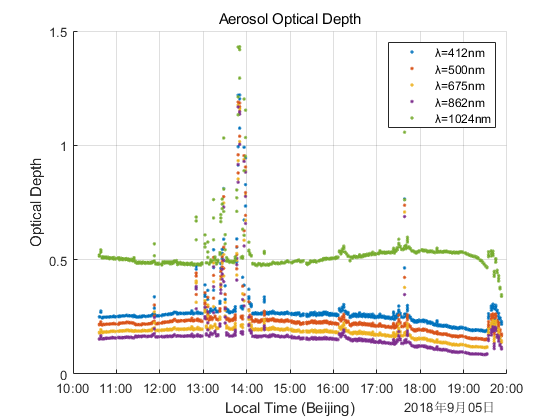 Aerosol Optical Depth
1.5
1
0.5
0
Optical Depth
λ=412nm
λ=500nm
λ=675nm
λ=862nm
λ=1024nm
10:00 11:00 12:00 13:00 14:00 15:00 16:00 17:00 18:00 19:00 20:00
Local Time (Beijing)
2018年9月05日